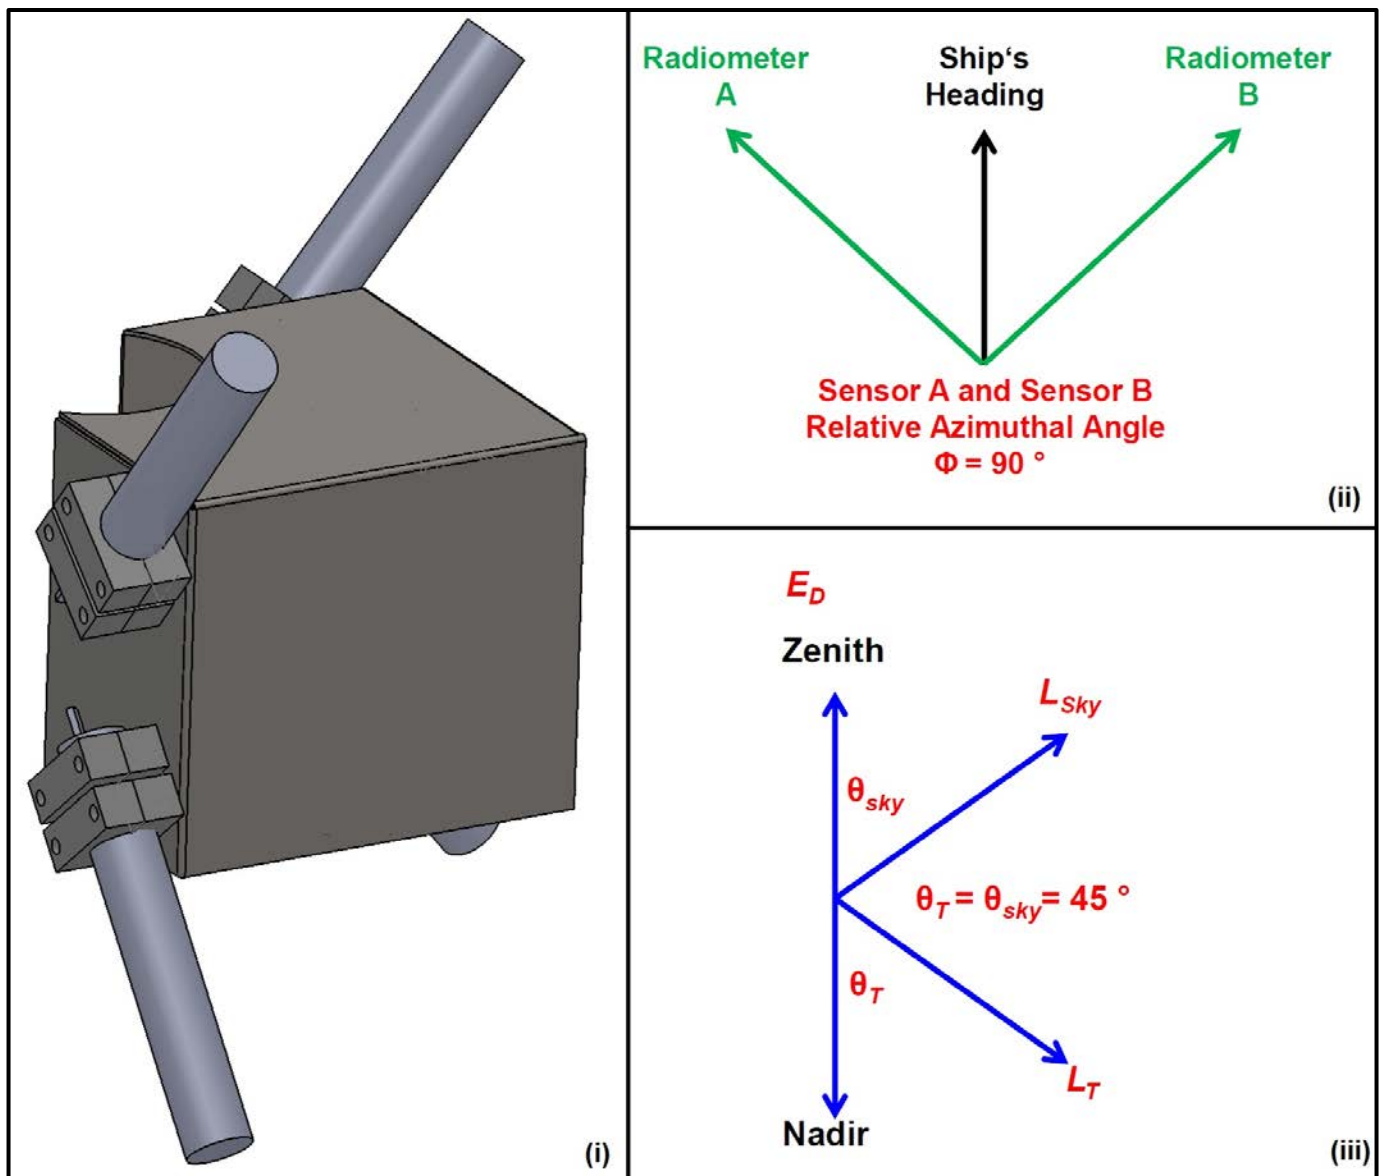 Radiometer
A
Ship‘s
Heading
Radiometer
B
Sensor A and Sensor B
Relative Azimuthal Angle
Φ = 90 °
(ii)
E_D
Zenith
L_Sky
θ_sky
θ_T = θ_sky = 45 °
θ_T
L_T
Nadir
(i)
(iii)